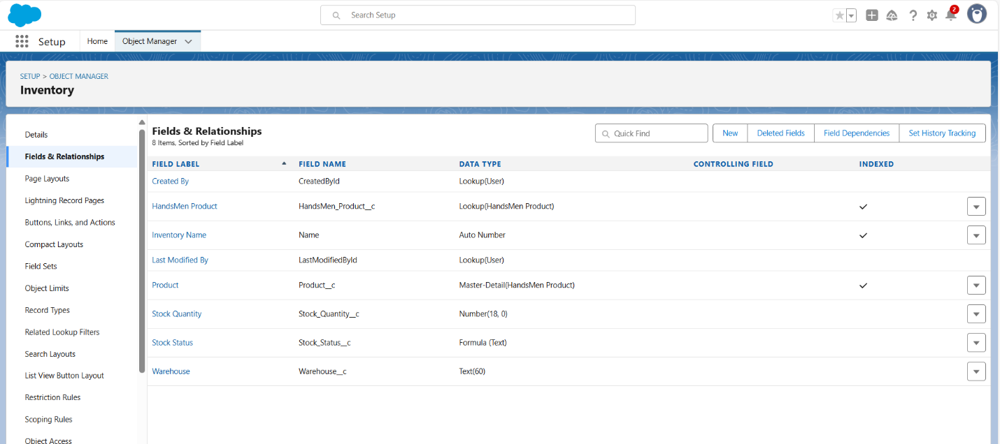 Search Setup
2
Setup
Home
Object Manager
SETUP > OBJECT MANAGER
Inventory
Details
Fields & Relationships
Page Layouts
Lightning Record Pages
Buttons, Links, and Actions
Compact Layouts
Field Sets
Object Limits
Record Types
Related Lookup Filters
Search Layouts
List View Button Layout
Restriction Rules
Scoping Rules
Object Access
Fields & Relationships
8 Items, Sorted by Field Label
Quick Find
New
Deleted Fields
Field Dependencies
Set History Tracking
FIELD LABEL FIELD NAME DATA TYPE CONTROLLING FIELD INDEXED
Created By CreatedById Lookup(User)
HandsMen Product HandsMen_Product__c Lookup(HandsMen Product)
Inventory Name Name Auto Number
Last Modified By LastModifiedById Lookup(User)
Product Product__c Master-Detail(HandsMen Product)
Stock Quantity Stock_Quantity__c Number(18, 0)
Stock Status Stock_Status__c Formula (Text)
Warehouse Warehouse__c Text(60)